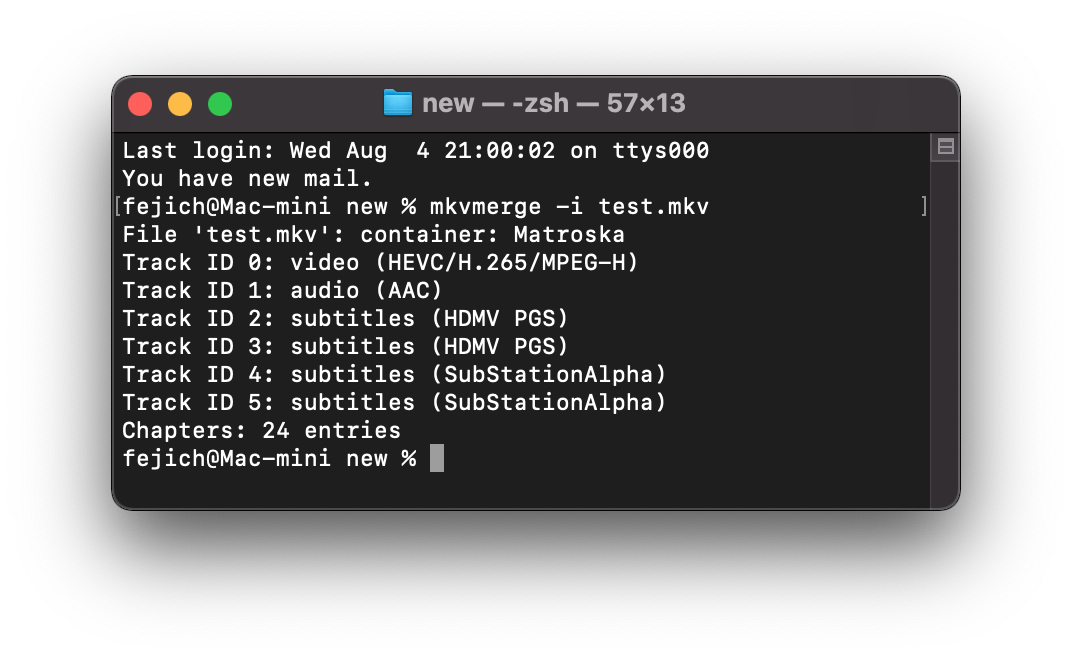 new — -zsh — 57×13
Last login: Wed Aug  4 21:00:02 on ttys000
You have new mail.
[fejich@Mac-mini new % mkvmerge -i test.mkv                ]
File 'test.mkv': container: Matroska
Track ID 0: video (HEVC/H.265/MPEG-H)
Track ID 1: audio (AAC)
Track ID 2: subtitles (HDMV PGS)
Track ID 3: subtitles (HDMV PGS)
Track ID 4: subtitles (SubStationAlpha)
Track ID 5: subtitles (SubStationAlpha)
Chapters: 24 entries
fejich@Mac-mini new %